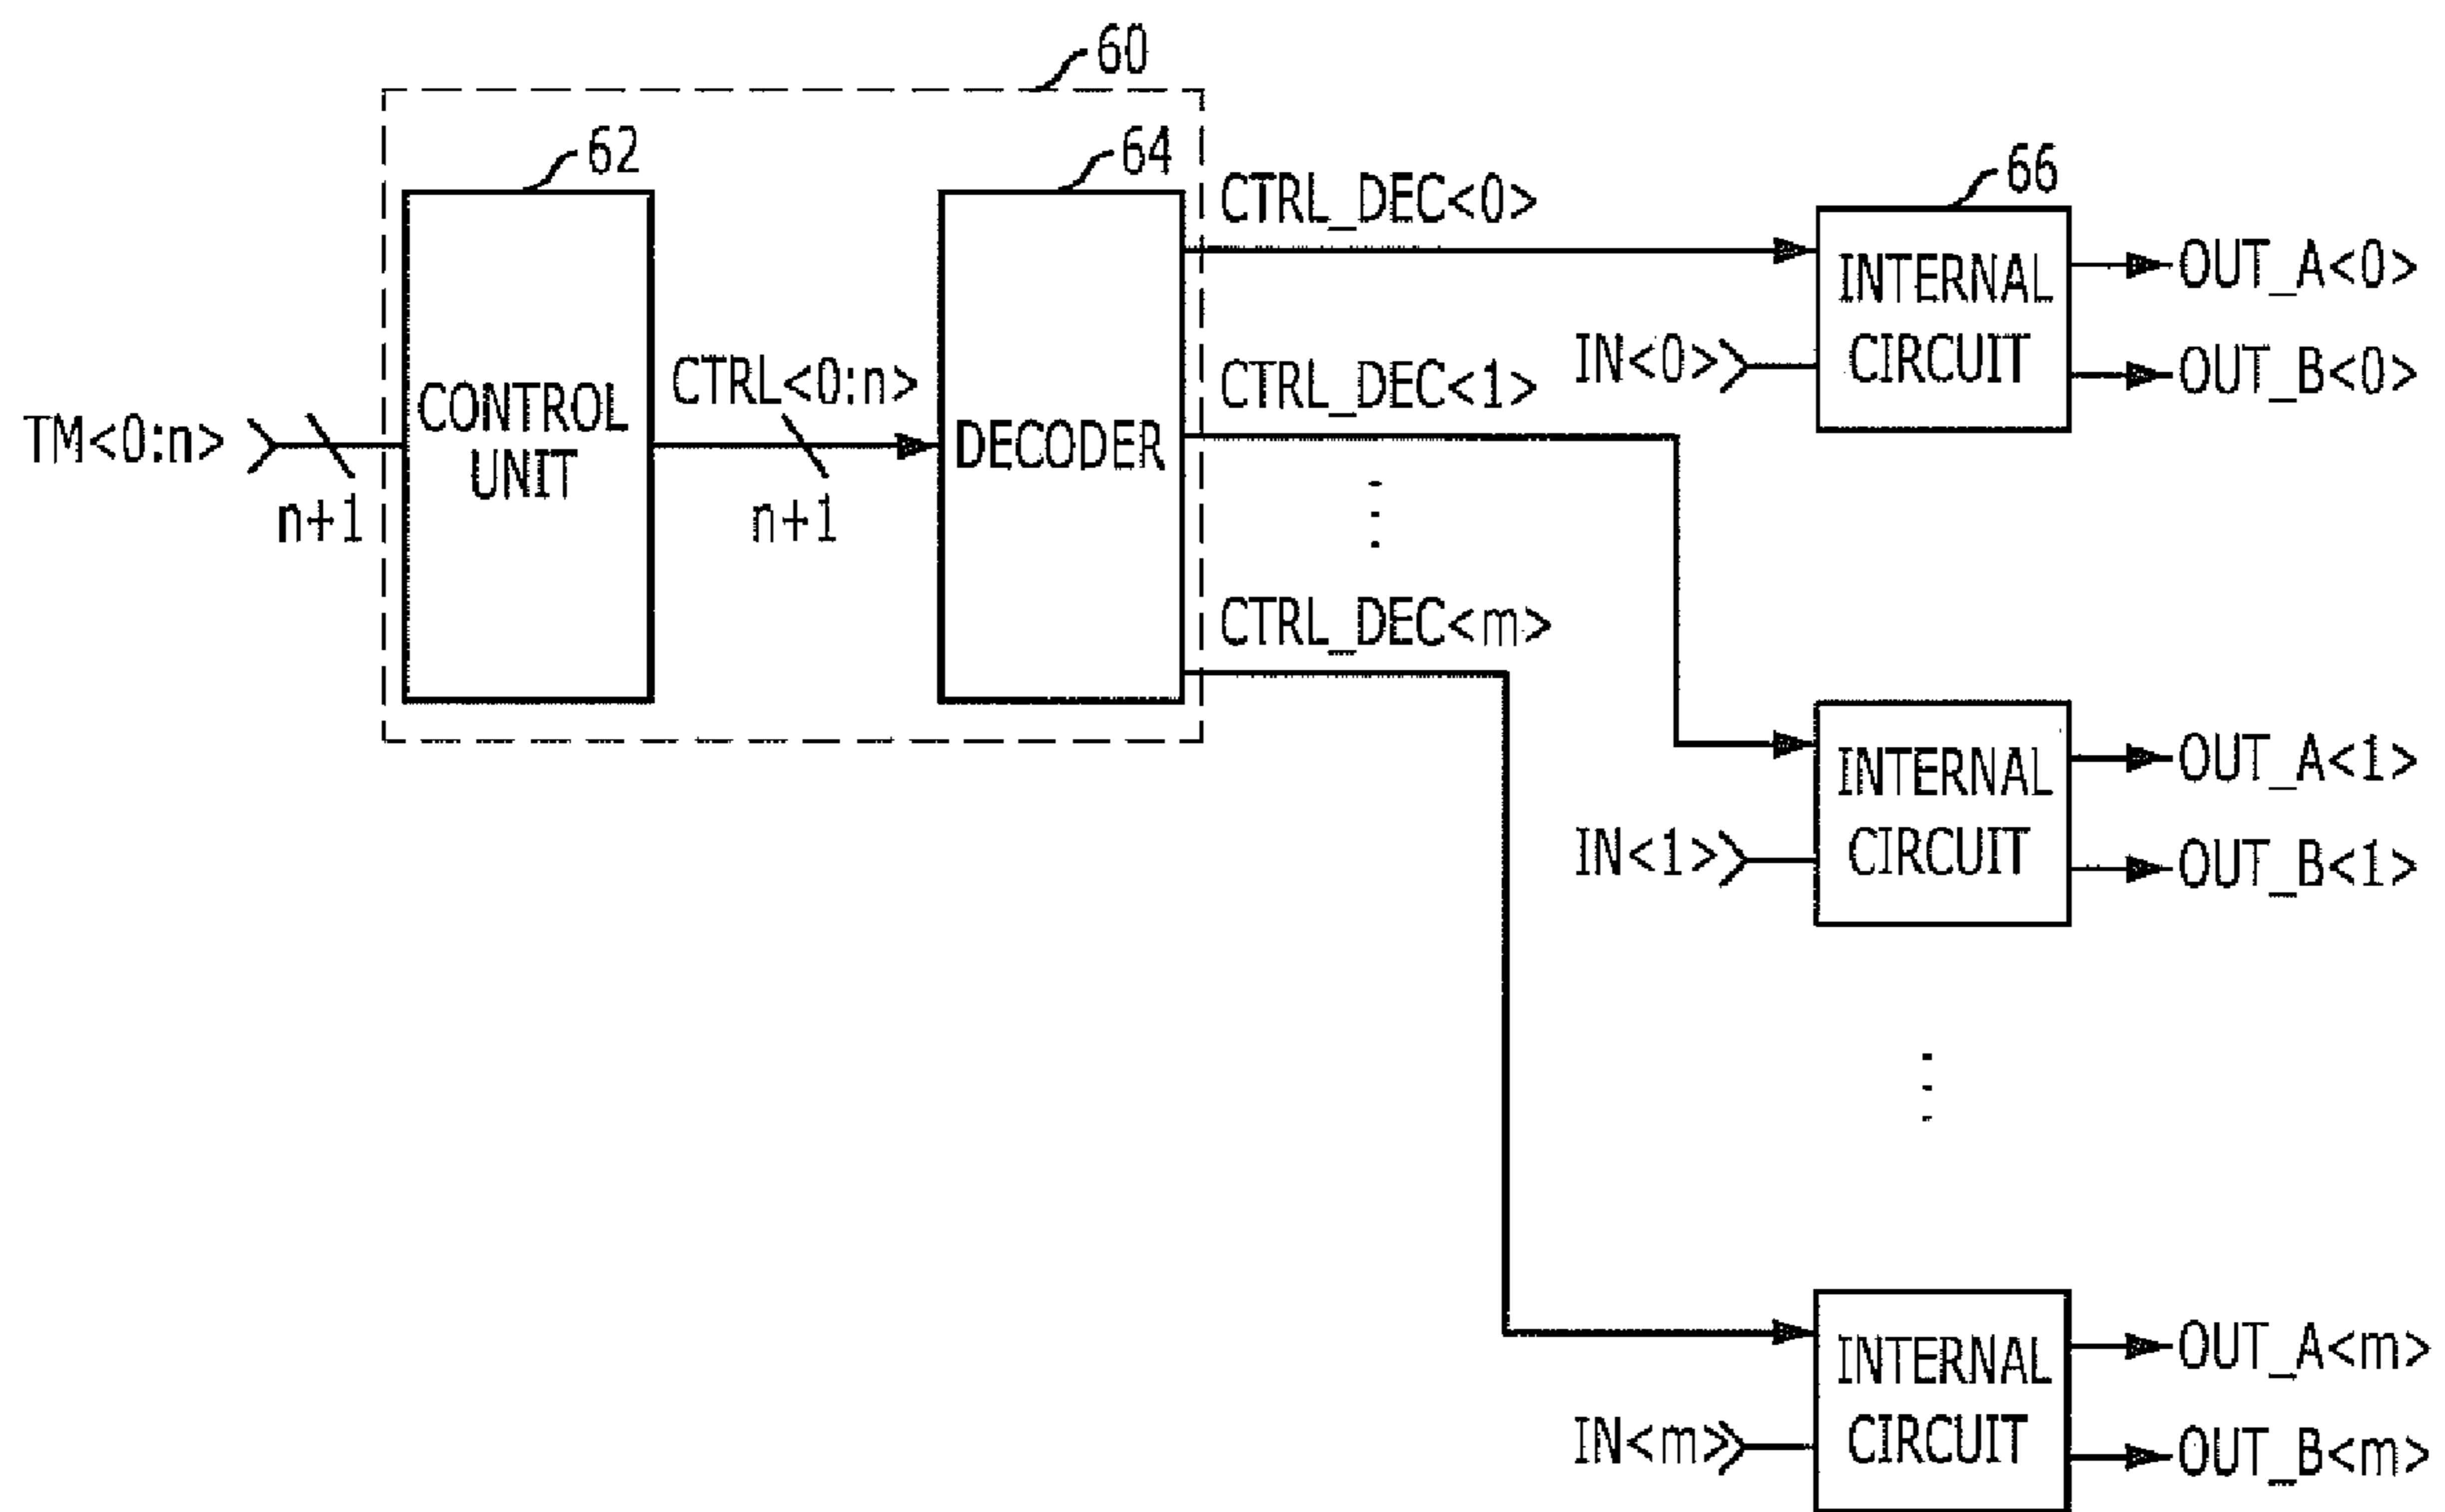 60
62
64
66
CTRL_DEC<0>
INTERNAL
CIRCUIT
OUT_A<0>
IN<0>
OUT_B<0>
TM<0:n>
n+1
CONTROL
UNIT
CTRL<0:n>
n+1
DECODER
CTRL_DEC<1>
CTRL_DEC<m>
INTERNAL
CIRCUIT
OUT_A<1>
IN<1>
OUT_B<1>
INTERNAL
CIRCUIT
OUT_A<m>
IN<m>
OUT_B<m>